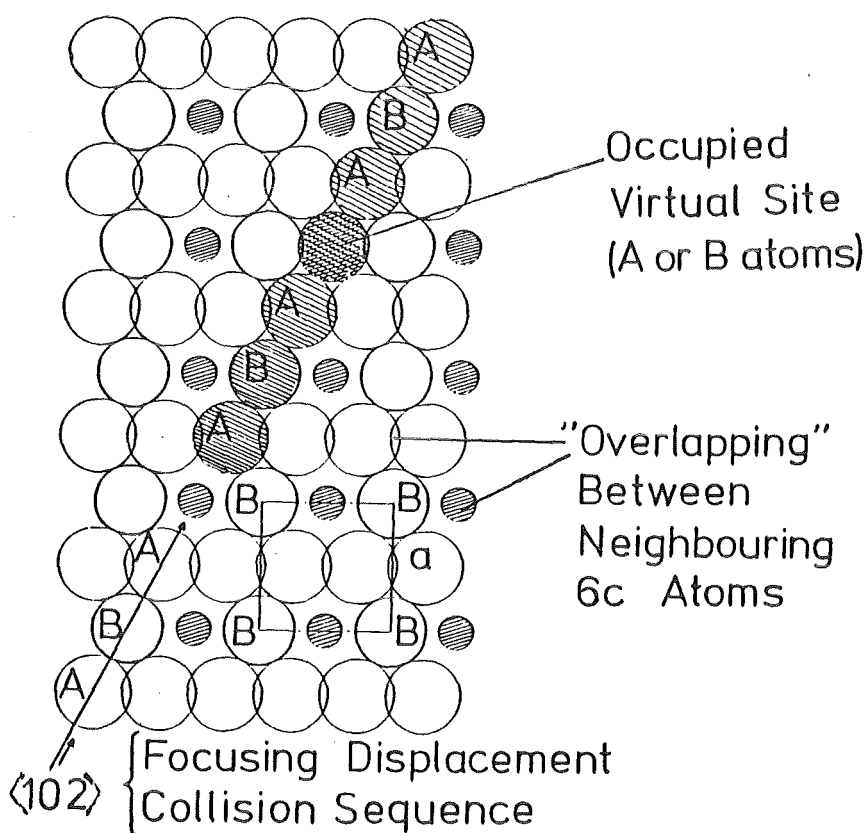 A
B
A
Occupied
Virtual Site
(A or B atoms)
A
B
A
"Overlapping"
Between
Neighbouring
6c Atoms
B B
A
a
B
B B
A
⟨102⟩
Focusing Displacement
Collision Sequence